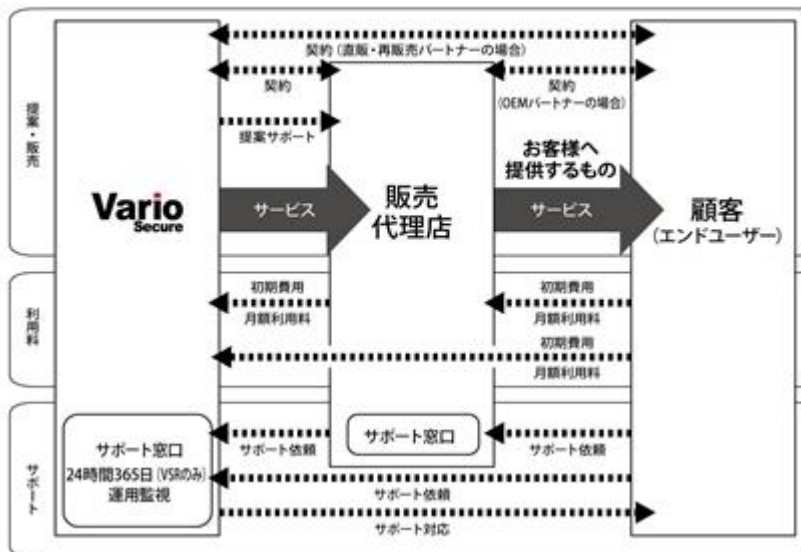 契約(直販・再販売パートナーの場合)
契約
契約
(OEMパートナーの場合)
提案サポート
提案・販売
お客様へ
提供するもの
Vario
Secure
サービス
販売
代理店
サービス
顧客
(エンドユーザー)
利用料
初期費用
月額利用料
初期費用
月額利用料
初期費用
月額利用料
サポート
サポート窓口
24時間365日(VSRのみ)
運用監視
サポート依頼
サポート窓口
サポート依頼
サポート依頼
サポート対応